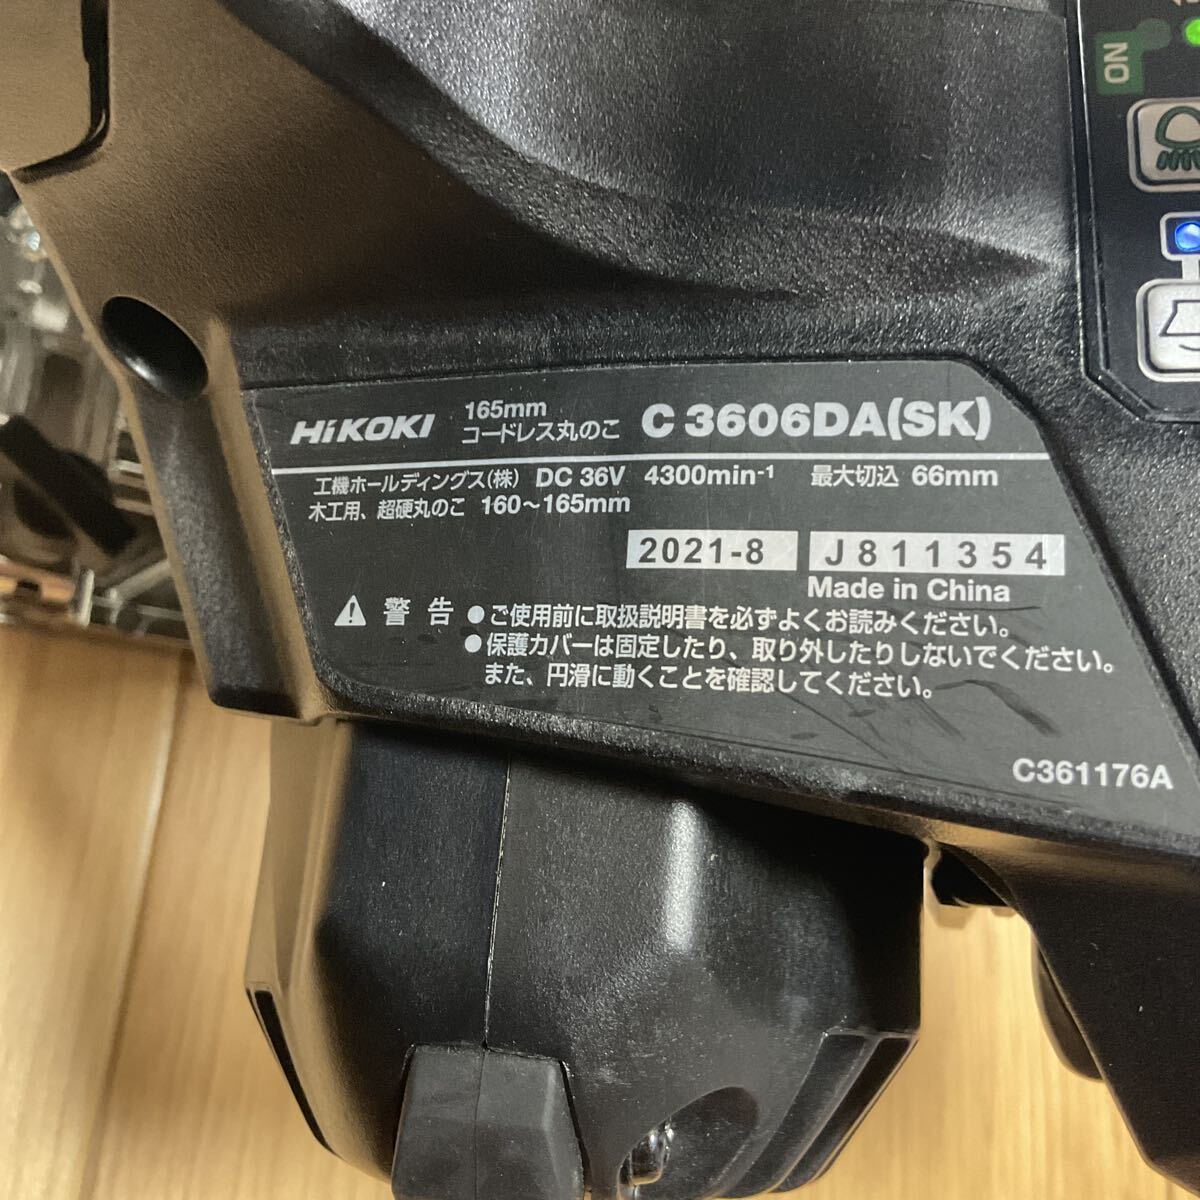 ON
HiKOKI 165mm コードレス丸のこ C 3606DA(SK)
工機ホールディングス(株) DC 36V 4300min-1 最大切込 66mm
木工用、超硬丸のこ 160～165mm
2021-8 J811354
Made in China
警告 ●ご使用前に取扱説明書を必ずよくお読みください。
●保護カバーは固定したり、取り外したりしないでください。
また、円滑に動くことを確認してください。
C361176A